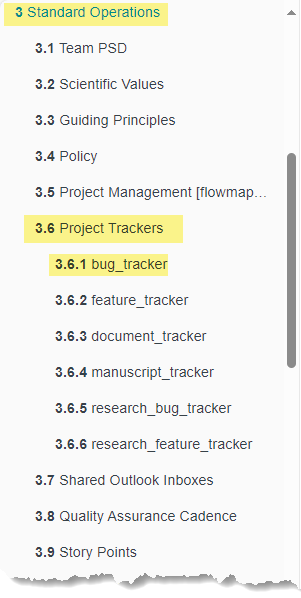 3 Standard Operations
3.1 Team PSD
3.2 Scientific Values
3.3 Guiding Principles
3.4 Policy
3.5 Project Management [flowmap…
3.6 Project Trackers
3.6.1 bug_tracker
3.6.2 feature_tracker
3.6.3 document_tracker
3.6.4 manuscript_tracker
3.6.5 research_bug_tracker
3.6.6 research_feature_tracker
3.7 Shared Outlook Inboxes
3.8 Quality Assurance Cadence
3.9 Story Points